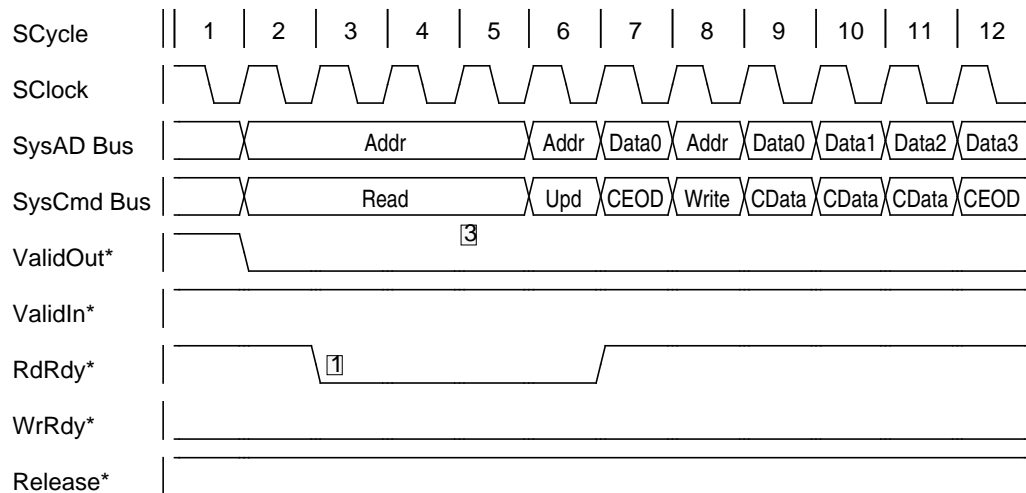 SCycle 1 2 3 4 5 6 7 8 9 10 11 12
SClock
SysAD Bus Addr Addr Data0 Addr Data0 Data1 Data2 Data3
SysCmd Bus Read Upd CEOD Write CData CData CData CEOD
3
ValidOut*
ValidIn*
RdRdy* 1
WrRdy*
Release*